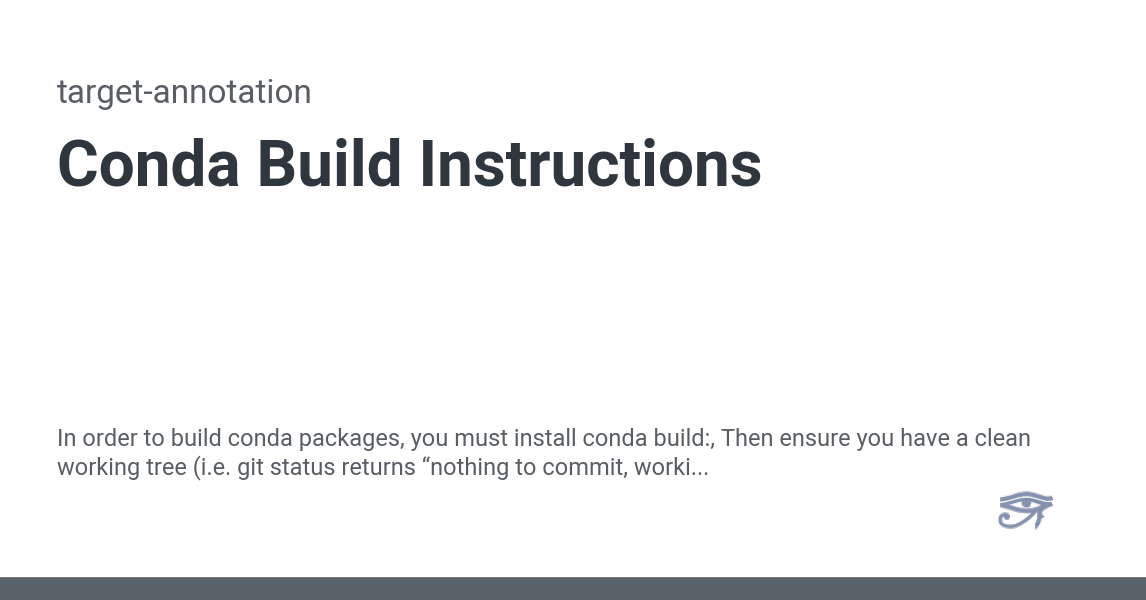 target-annotation
Conda Build Instructions
In order to build conda packages, you must install conda build:, Then ensure you have a clean
working tree (i.e. git status returns “nothing to commit, worki...